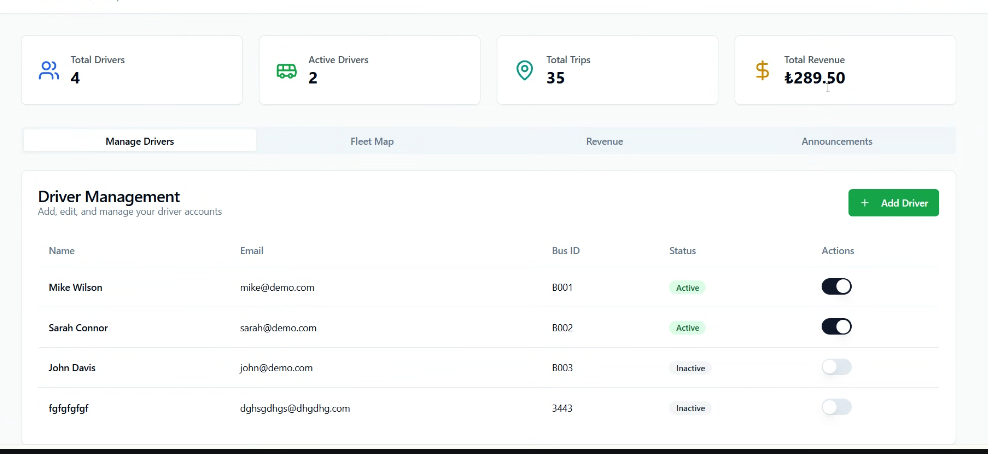 Total Drivers
4
Active Drivers
2
Total Trips
35
Total Revenue
₺289.50
Manage Drivers
Fleet Map
Revenue
Announcements
Driver Management
Add, edit, and manage your driver accounts
+ Add Driver
Name Email Bus ID Status Actions
Mike Wilson mike@demo.com B001 Active
Sarah Connor sarah@demo.com B002 Active
John Davis john@demo.com B003 Inactive
fgfgfgfgf dghsgdhgs@dhgdhg.com 3443 Inactive